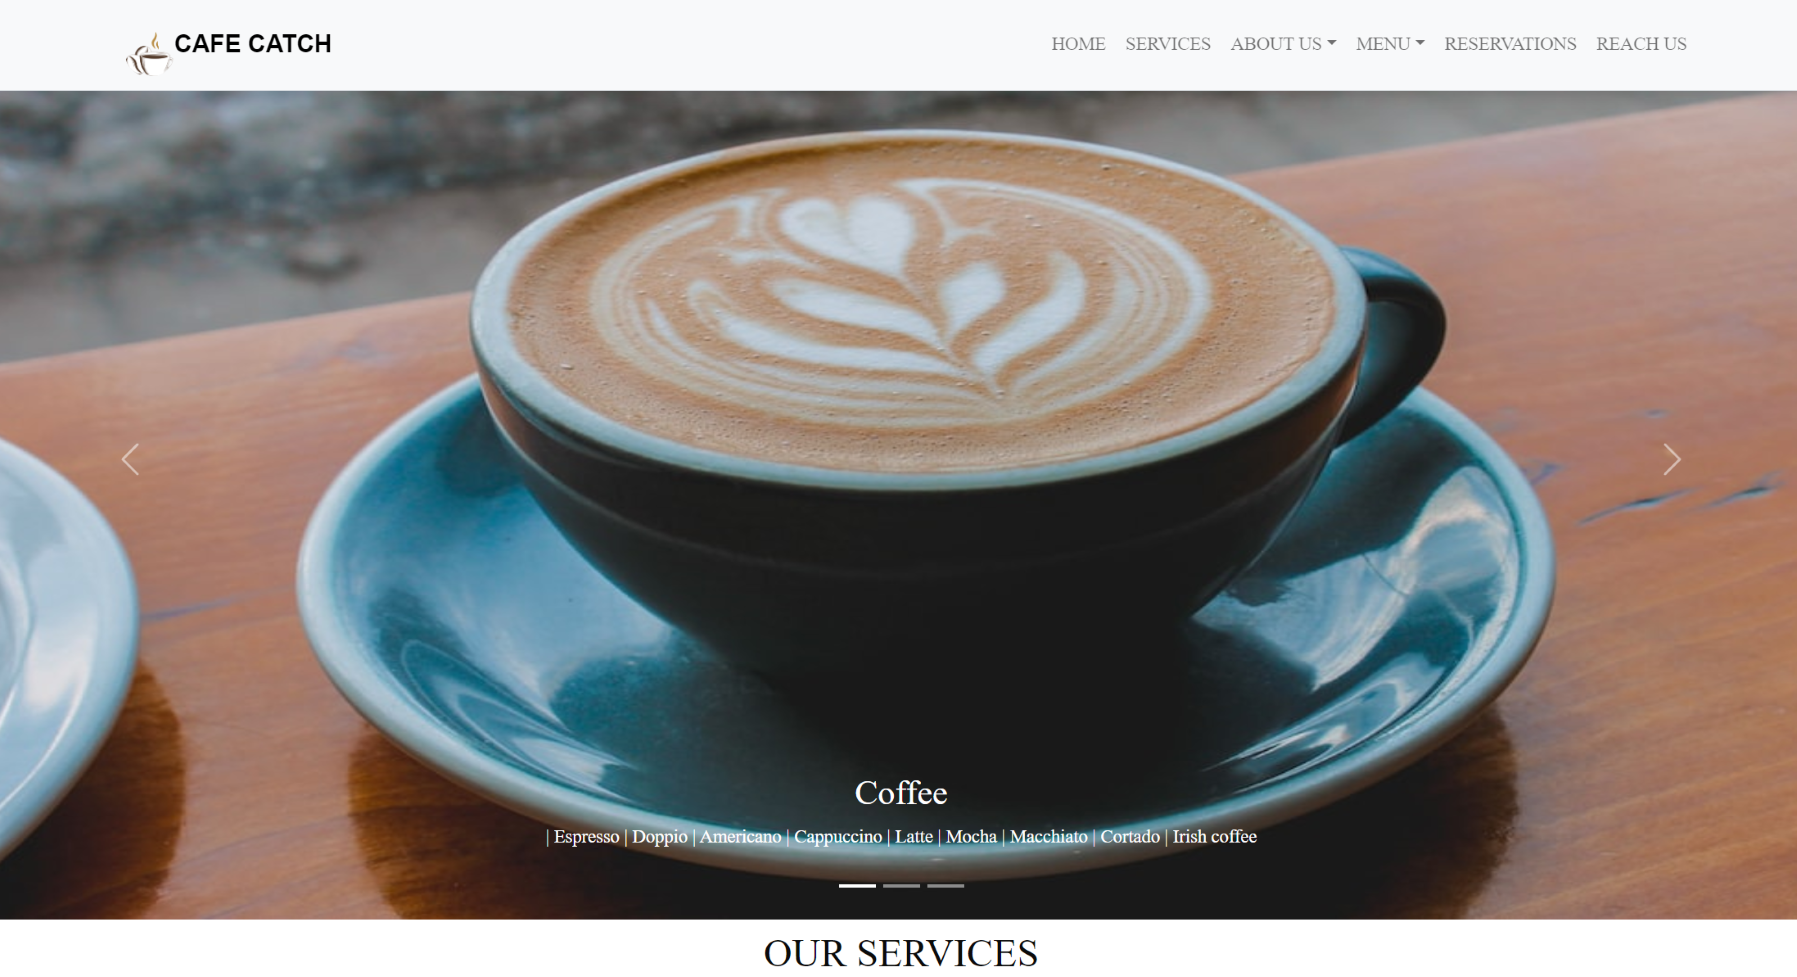 CAFE CATCH
HOME SERVICES ABOUT US MENU RESERVATIONS REACH US
Coffee
| Espresso | Doppio | Americano | Cappuccino | Latte | Mocha | Macchiato | Cortado | Irish coffee
OUR SERVICES